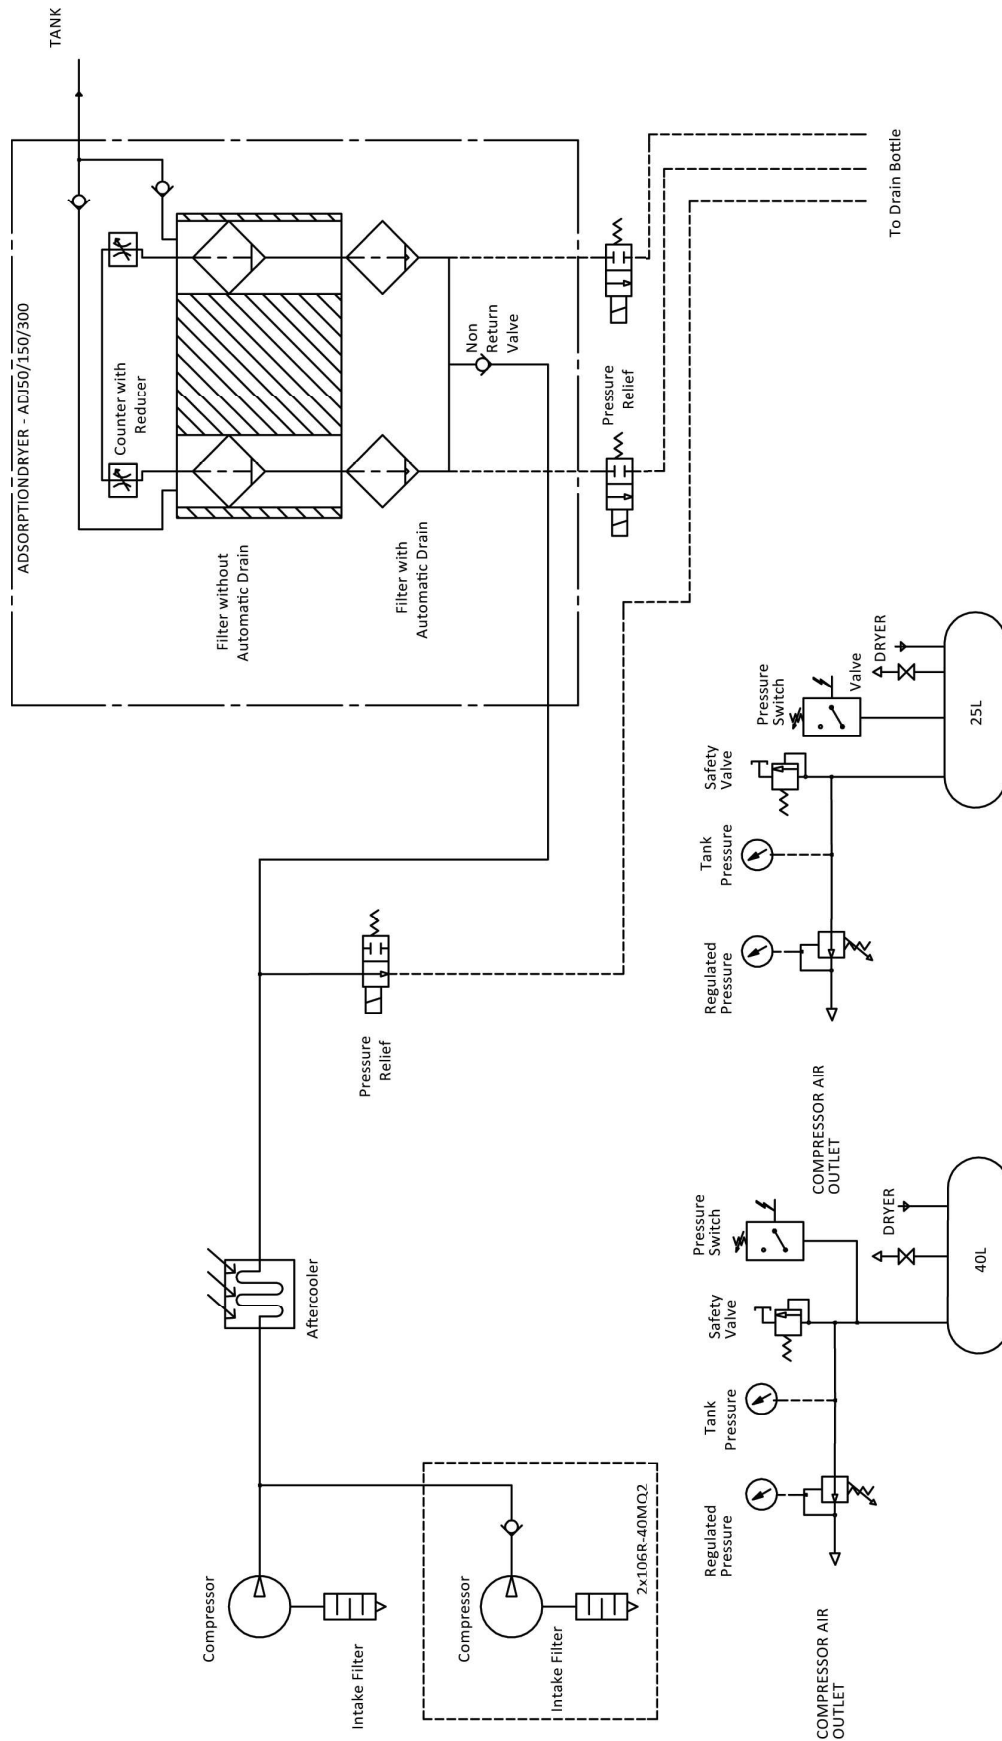 TANK
ADSORPTIONDRYER - ADJ50/150/300
Counter with
Reducer
Filter without
Automatic Drain
Filter with
Automatic Drain
Non
Return
Valve
Pressure
Relief
To Drain Bottle
Pressure
Relief
Aftercooler
Compressor
Intake Filter
Compressor
Intake Filter
2x106R-40MQ2
Regulated
Pressure
Tank
Pressure
Safety
Valve
Pressure
Switch
DRYER
40L
COMPRESSOR AIR
OUTLET
Regulated
Pressure
Tank
Pressure
Safety
Valve
Pressure
Switch
Valve
DRYER
25L
COMPRESSOR AIR
OUTLET